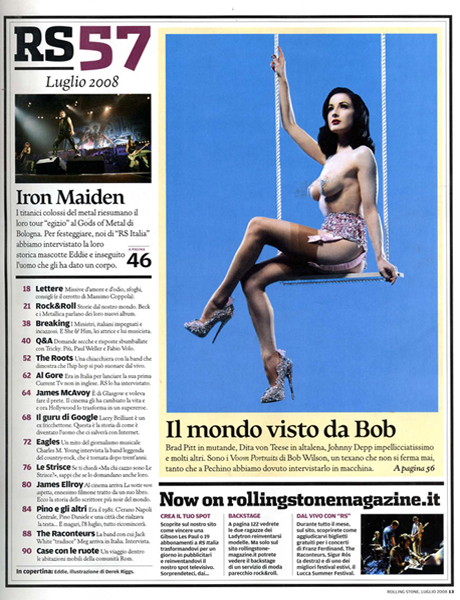 RS57
Luglio 2008
Iron Maiden
I titanici colossi del metal riesumano il
loro tour "egizio" al Gods of Metal di
Bologna. Per festeggiare, noi di "RS Italia"
abbiamo intervistato la loro
storica mascotte Eddie e inseguito
l'uomo che gli ha dato un corpo.
A PAGINA
46
18 Lettere Missive d'amore e d'odio, sfoghi,
consigli (e il cerotto di Massimo Coppola).
21 Rock&Roll Storie dal nostro mondo. Beck
e i Metallica parlano dei loro nuovi album.
38 Breaking I Ministri, italiani impegnati e
incazzosi. E She & Him, lei attrice e lui musicista.
40 Q&A Domande secche e risposte sbumballate
con Tricky. Più, Paul Weller e Fabio Volo.
52 The Roots Una chiacchiera con la band che
dimostra che l'hip hop si può suonare dal vivo.
62 Al Gore Era in Italia per lanciare la sua prima
Current Tv non in inglese. RS lo ha intervistato.
64 James McAvoy È di Glasgow e voleva
fare il prete. Il cinema gli ha cambiato la vita e
ora Hollywood lo trasforma in un supereroe.
68 Il guru di Google Larry Brilliant è un
ex fricchettone. Questa è la storia di come è
diventato l'uomo che ci salverà con Internet.
72 Eagles Un mito del giornalismo musicale
Charles M. Young intervista la band leggenda
del country-rock, che è tornata dopo trent'anni.
76 Le Strisce Se ti chiedi «Ma chi cazzo sono Le
Strisce?», sappi che se lo domandano anche loro.
80 James Ellroy Al cinema arriva La notte non
aspetta, ennesimo filmone tratto da un suo libro.
Ecco la storia dello scrittore più noir del mondo.
84 Pino e gli altri Era il 1981. C'erano Napoli
Centrale, Pino Daniele e una città che rialzava
la testa... E magari, l'8 luglio, tutto ricomincerà.
88 The Raconteurs La band con cui Jack
White "tradisce" Meg arriva in Italia. Intervista.
90 Case con le ruote Un viaggio dentro
le abitazioni mobili della comunità Rom.
In copertina: Eddie, illustrazione di Derek Riggs.
Il mondo visto da Bob
Brad Pitt in mutande, Dita von Teese in altalena, Johnny Depp impellicciatissimo
e molti altri. Sono i Voom Portraits di Bob Wilson, un texano che non si ferma mai,
tanto che a Pechino abbiamo dovuto intervistarlo in macchina. A pagina 56
Now on rollingstonemagazine.it
CREA IL TUO SPOT
Scoprite sul nostro sito
come vincere una
Gibson Les Paul o 19
abbonamenti a RS Italia
trasformandovi per un
giorno in pubblicitari
e reinventandovi il
nostro spot televisivo.
Sorprendeteci, dai...
BACKSTAGE
A pagina 122 vedrete
le due ragazze dei
Ladytron reinventarsi
modelle. Ma solo sul
sito rollingstone-
magazine.it potrete
vedere il backstage
di un servizio di moda
parecchio rock&roll.
DAL VIVO CON "RS"
Durante tutto il mese,
sul sito, scoprirete come
aggiudicarvi biglietti
gratuiti per i concerti
di Franz Ferdinand, The
Raconteurs, Sigur Rós
(a destra) e di uno dei
migliori festival estivi, il
Lucca Summer Festival.
ROLLING STONE, LUGLIO 2008 13